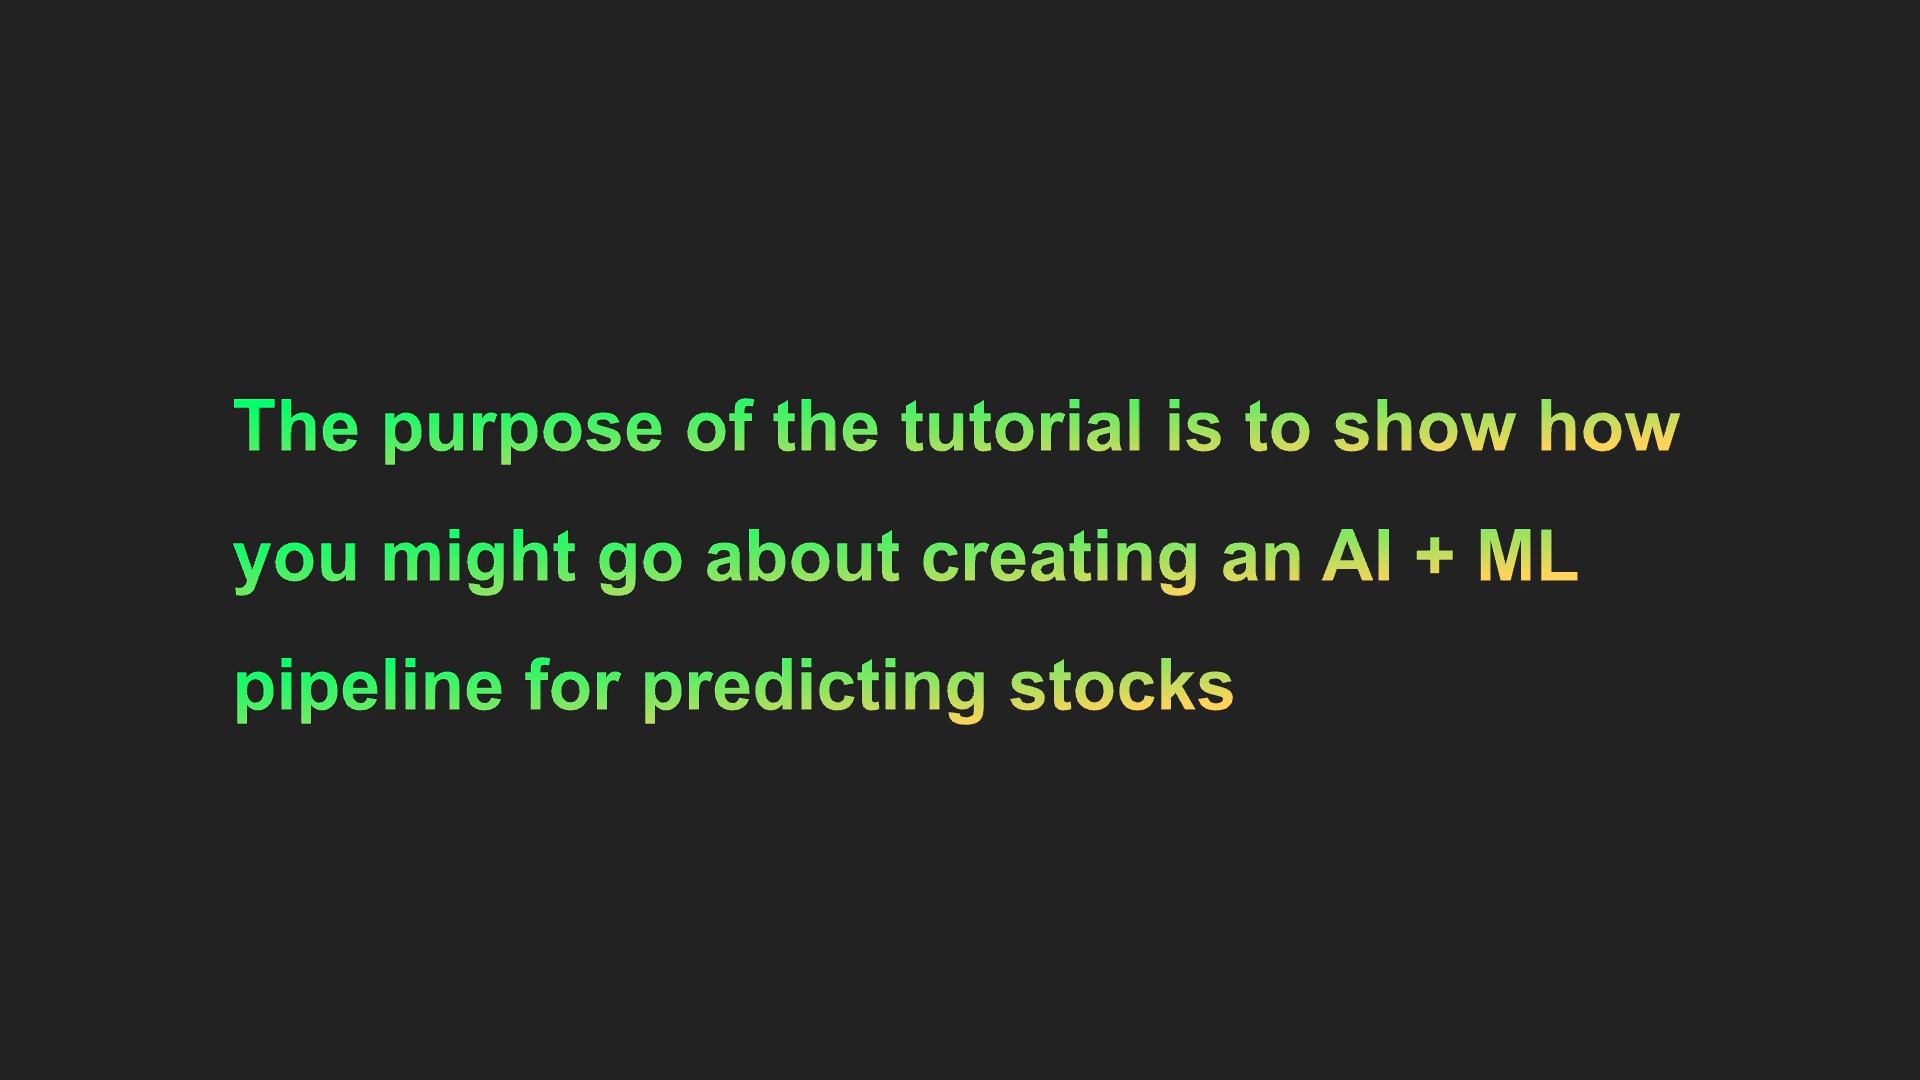 The purpose of the tutorial is to show how
you might go about creating an AI + ML
pipeline for predicting stocks